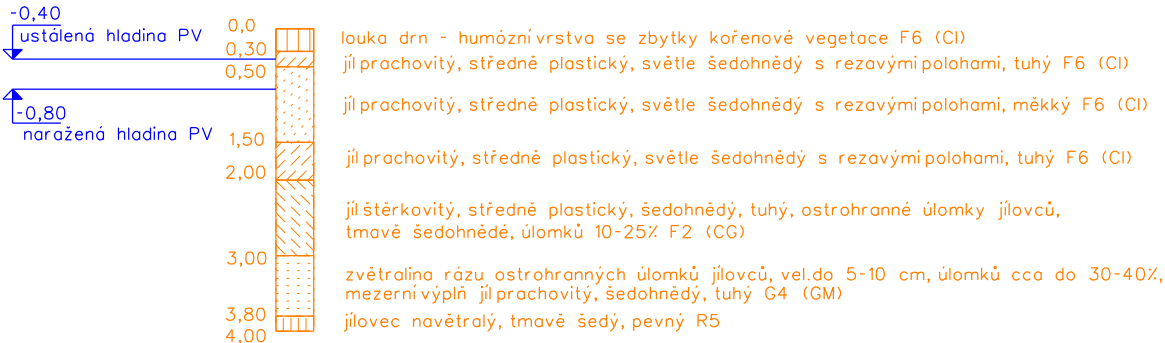 -0,40
ustálená hladina PV
-0,80
naražená hladina PV
0,0
louka drn - humózní vrstva se zbytky kořenové vegetace F6 (CI)
0,30
jíl prachovitý, středně plastický, světle šedohnědý s rezavými polohami, tuhý F6 (CI)
0,50
jíl prachovitý, středně plastický, světle šedohnědý s rezavými polohami, měkký F6 (CI)
1,50
jíl prachovitý, středně plastický, světle šedohnědý s rezavými polohami, tuhý F6 (CI)
2,00
jíl štěrkovitý, středně plastický, šedohnědý, tuhý, ostrohranné úlomky jílovců,
tmavě šedohnědé, úlomků 10-25% F2 (CG)
3,00
zvětralina rázu ostrohranných úlomků jílovců, vel.do 5-10 cm, úlomků cca do 30-40%,
mezerní výplň jíl prachovitý, šedohnědý, tuhý G4 (GM)
3,80
jílovec navětralý, tmavě šedý, pevný R5
4,00